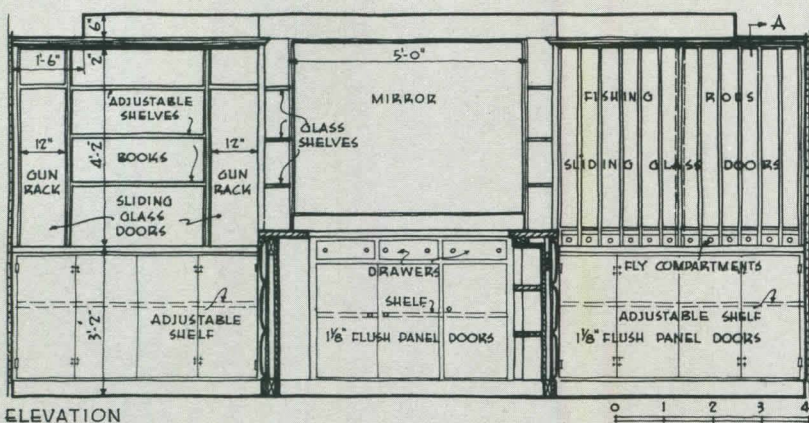 6"
A
1'-6"
2"
5'-0"
MIRROR
FISHING RODS
ADJUSTABLE
SHELVES
GLASS
SHELVES
12"
GUN
RACK
4'-2"
BOOKS
12"
GUN
RACK
SLIDING GLASS DOORS
SLIDING
GLASS
DOORS
DRAWERS
FLY COMPARTMENTS
SHELF
3'-2"
ADJUSTABLE
SHELF
1⅛" FLUSH PANEL DOORS
ADJUSTABLE SHELF
1⅛" FLUSH PANEL DOORS
ELEVATION
0 1 2 3 4